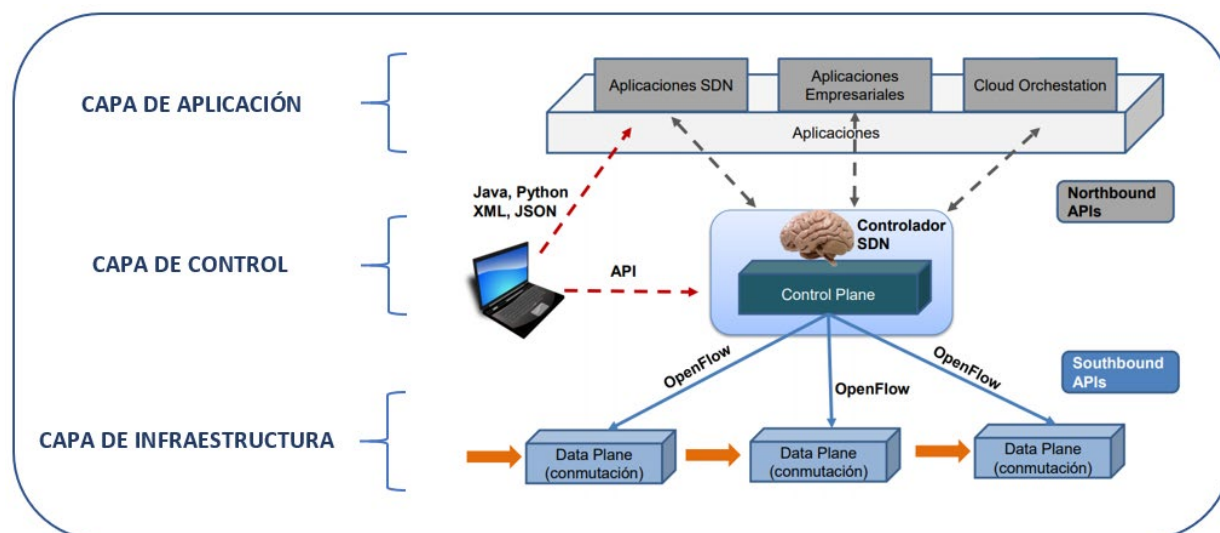 CAPA DE APLICACIÓN
Aplicaciones SDN
Aplicaciones
Empresariales
Cloud Orchestation
Aplicaciones
Java, Python
XML, JSON
Northbound
APIs
CAPA DE CONTROL
Controlador
SDN
API
Control Plane
OpenFlow
OpenFlow
OpenFlow
Southbound
APIs
CAPA DE INFRAESTRUCTURA
Data Plane
(conmutación)
Data Plane
(conmutación)
Data Plane
(conmutación)